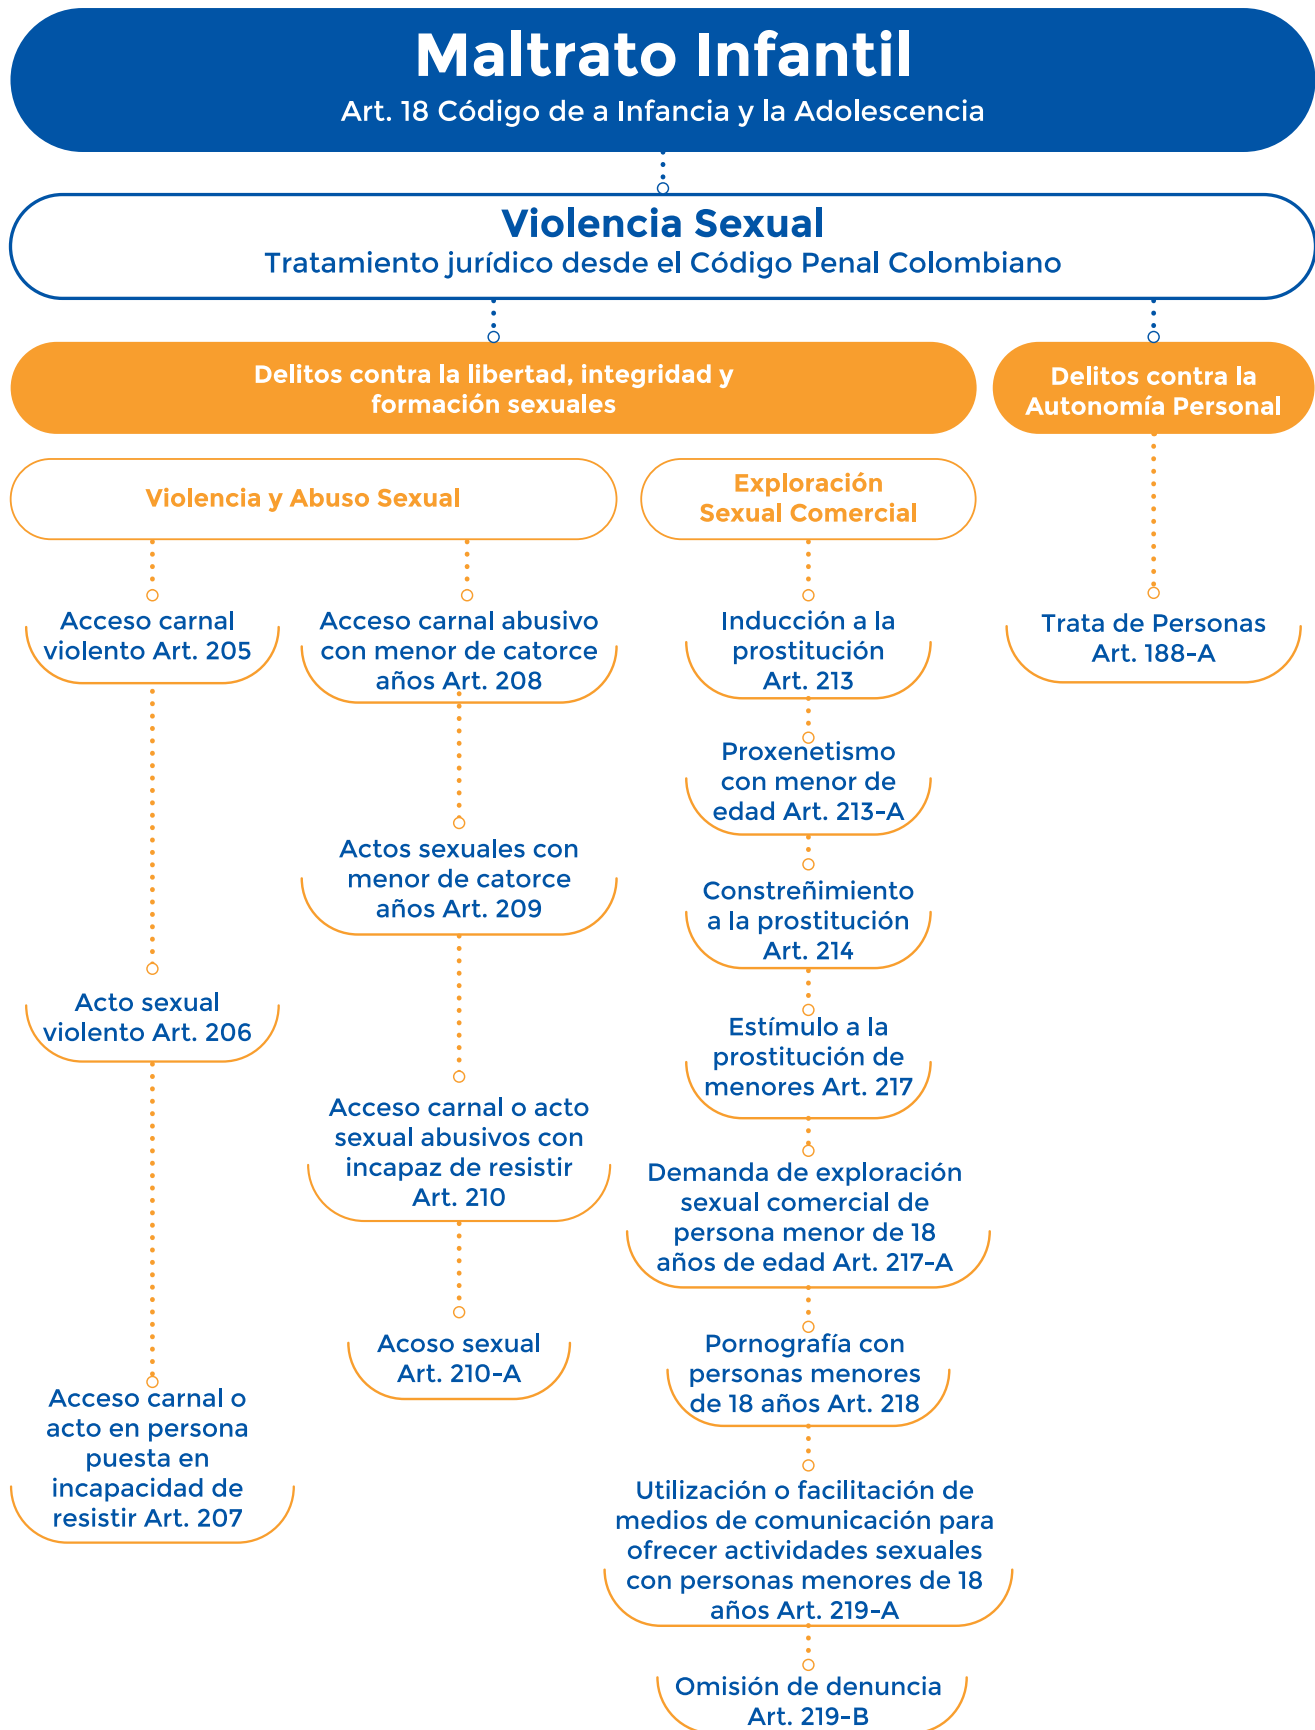 Maltrato Infantil
Art. 18 Código de a Infancia y la Adolescencia
Violencia Sexual
Tratamiento jurídico desde el Código Penal Colombiano
Delitos contra la libertad, integridad y
formación sexuales
Delitos contra la
Autonomía Personal
Violencia y Abuso Sexual
Exploración
Sexual Comercial
Acceso carnal
violento Art. 205
Acto sexual
violento Art. 206
Acceso carnal o
acto en persona
puesta en
incapacidad de
resistir Art. 207
Acceso carnal abusivo
con menor de catorce
años Art. 208
Actos sexuales con
menor de catorce
años Art. 209
Acceso carnal o acto
sexual abusivos con
incapaz de resistir
Art. 210
Acoso sexual
Art. 210-A
Inducción a la
prostitución
Art. 213
Proxenetismo
con menor de
edad Art. 213-A
Constreñimiento
a la prostitución
Art. 214
Estímulo a la
prostitución de
menores Art. 217
Demanda de exploración
sexual comercial de
persona menor de 18
años de edad Art. 217-A
Pornografía con
personas menores
de 18 años Art. 218
Utilización o facilitación de
medios de comunicación para
ofrecer actividades sexuales
con personas menores de 18
años Art. 219-A
Omisión de denuncia
Art. 219-B
Trata de Personas
Art. 188-A